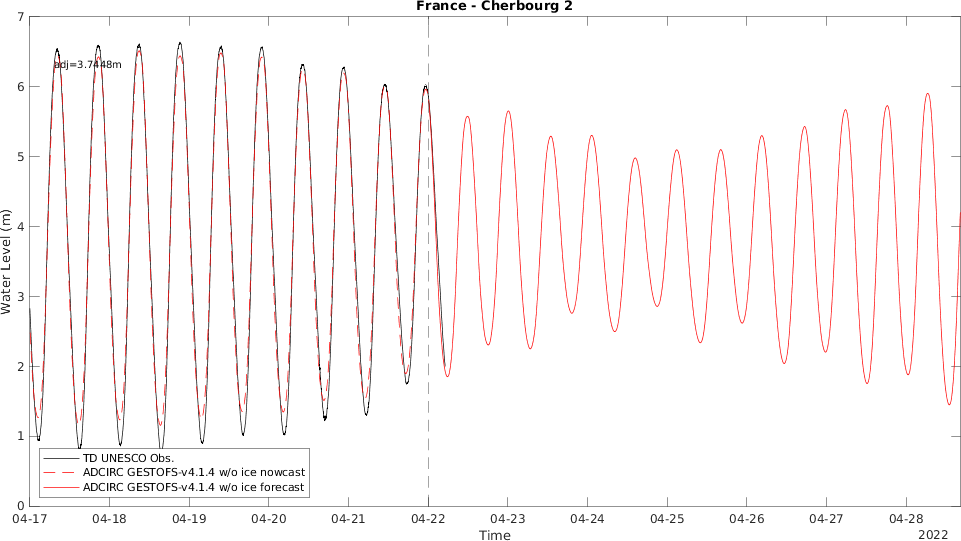 France - Cherbourg 2
7
adj=3.7448m
6
5
4
3
2
1
0
Water Level (m)
TD UNESCO Obs.
ADCIRC GESTOFS-v4.1.4 w/o ice nowcast
ADCIRC GESTOFS-v4.1.4 w/o ice forecast
04-17 04-18 04-19 04-20 04-21 04-22 04-23 04-24 04-25 04-26 04-27 04-28
Time
2022